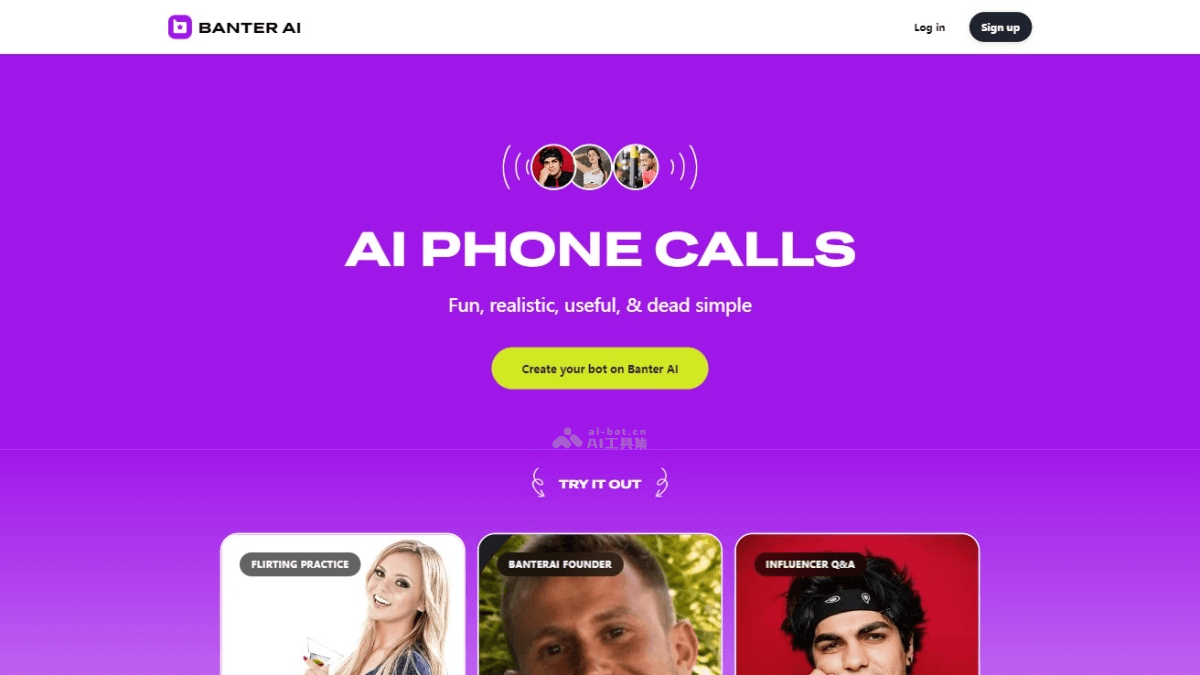 BANTER AI
Log in
Sign up
AI PHONE CALLS
Fun, realistic, useful, & dead simple
Create your bot on Banter AI
ai-bot.cn
AI工具集
TRY IT OUT
FLIRTING PRACTICE
BANTERAI FOUNDER
INFLUENCER Q&A